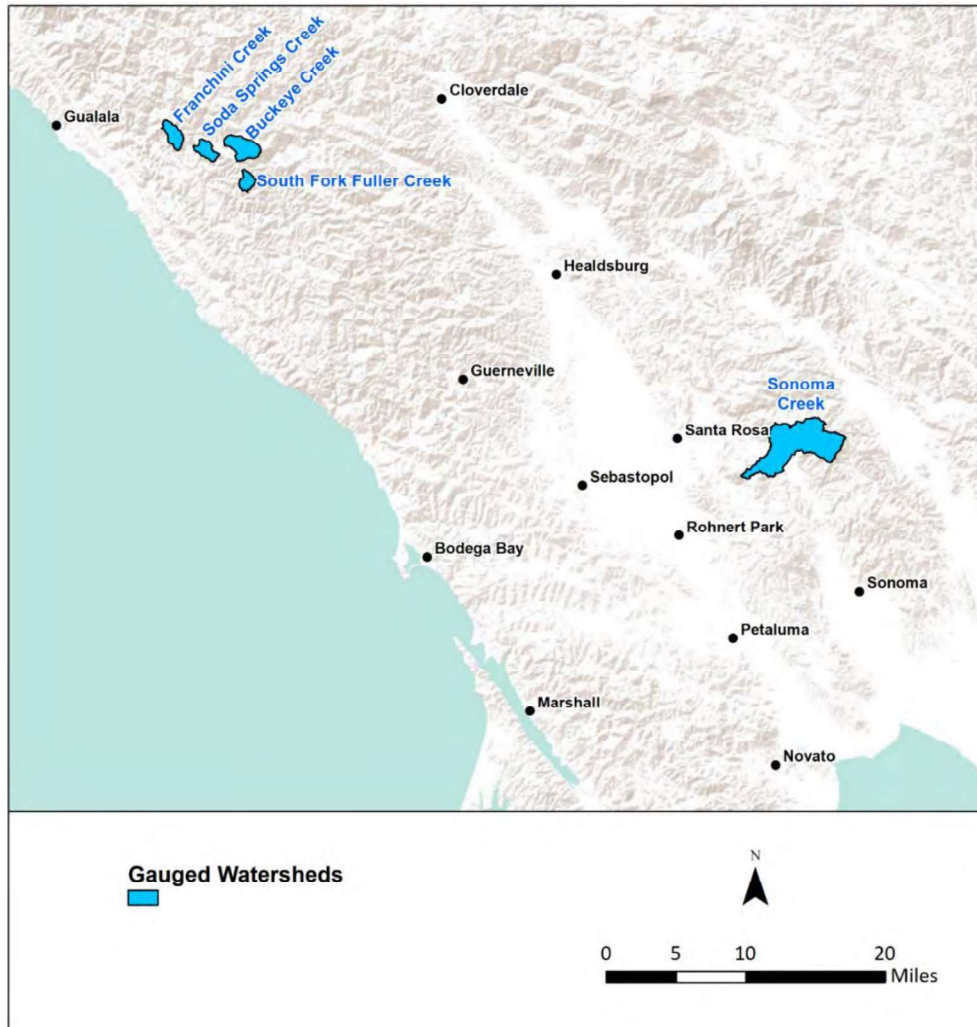 Franchini Creek
Soda Springs Creek
Buckeye Creek
Cloverdale
Gualala
South Fork Fuller Creek
Healdsburg
Guerneville
Sonoma
Creek
Santa Rosa
Sebastopol
Rohnert Park
Bodega Bay
Sonoma
Petaluma
Marshall
Novato
Gauged Watersheds
N
0 5 10 20
Miles